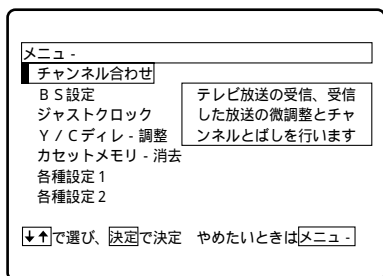 メニュ -
チャンネル合わせ
ＢＳ設定
ジャストクロック
Ｙ／Ｃディレ - 調整
カセットメモリ - 消去
各種設定１
各種設定２
テレビ放送の受信、受信
した放送の微調整とチャ
ンネルとばしを行います
↓↑で選び、決定で決定　やめたいときはメニュ -